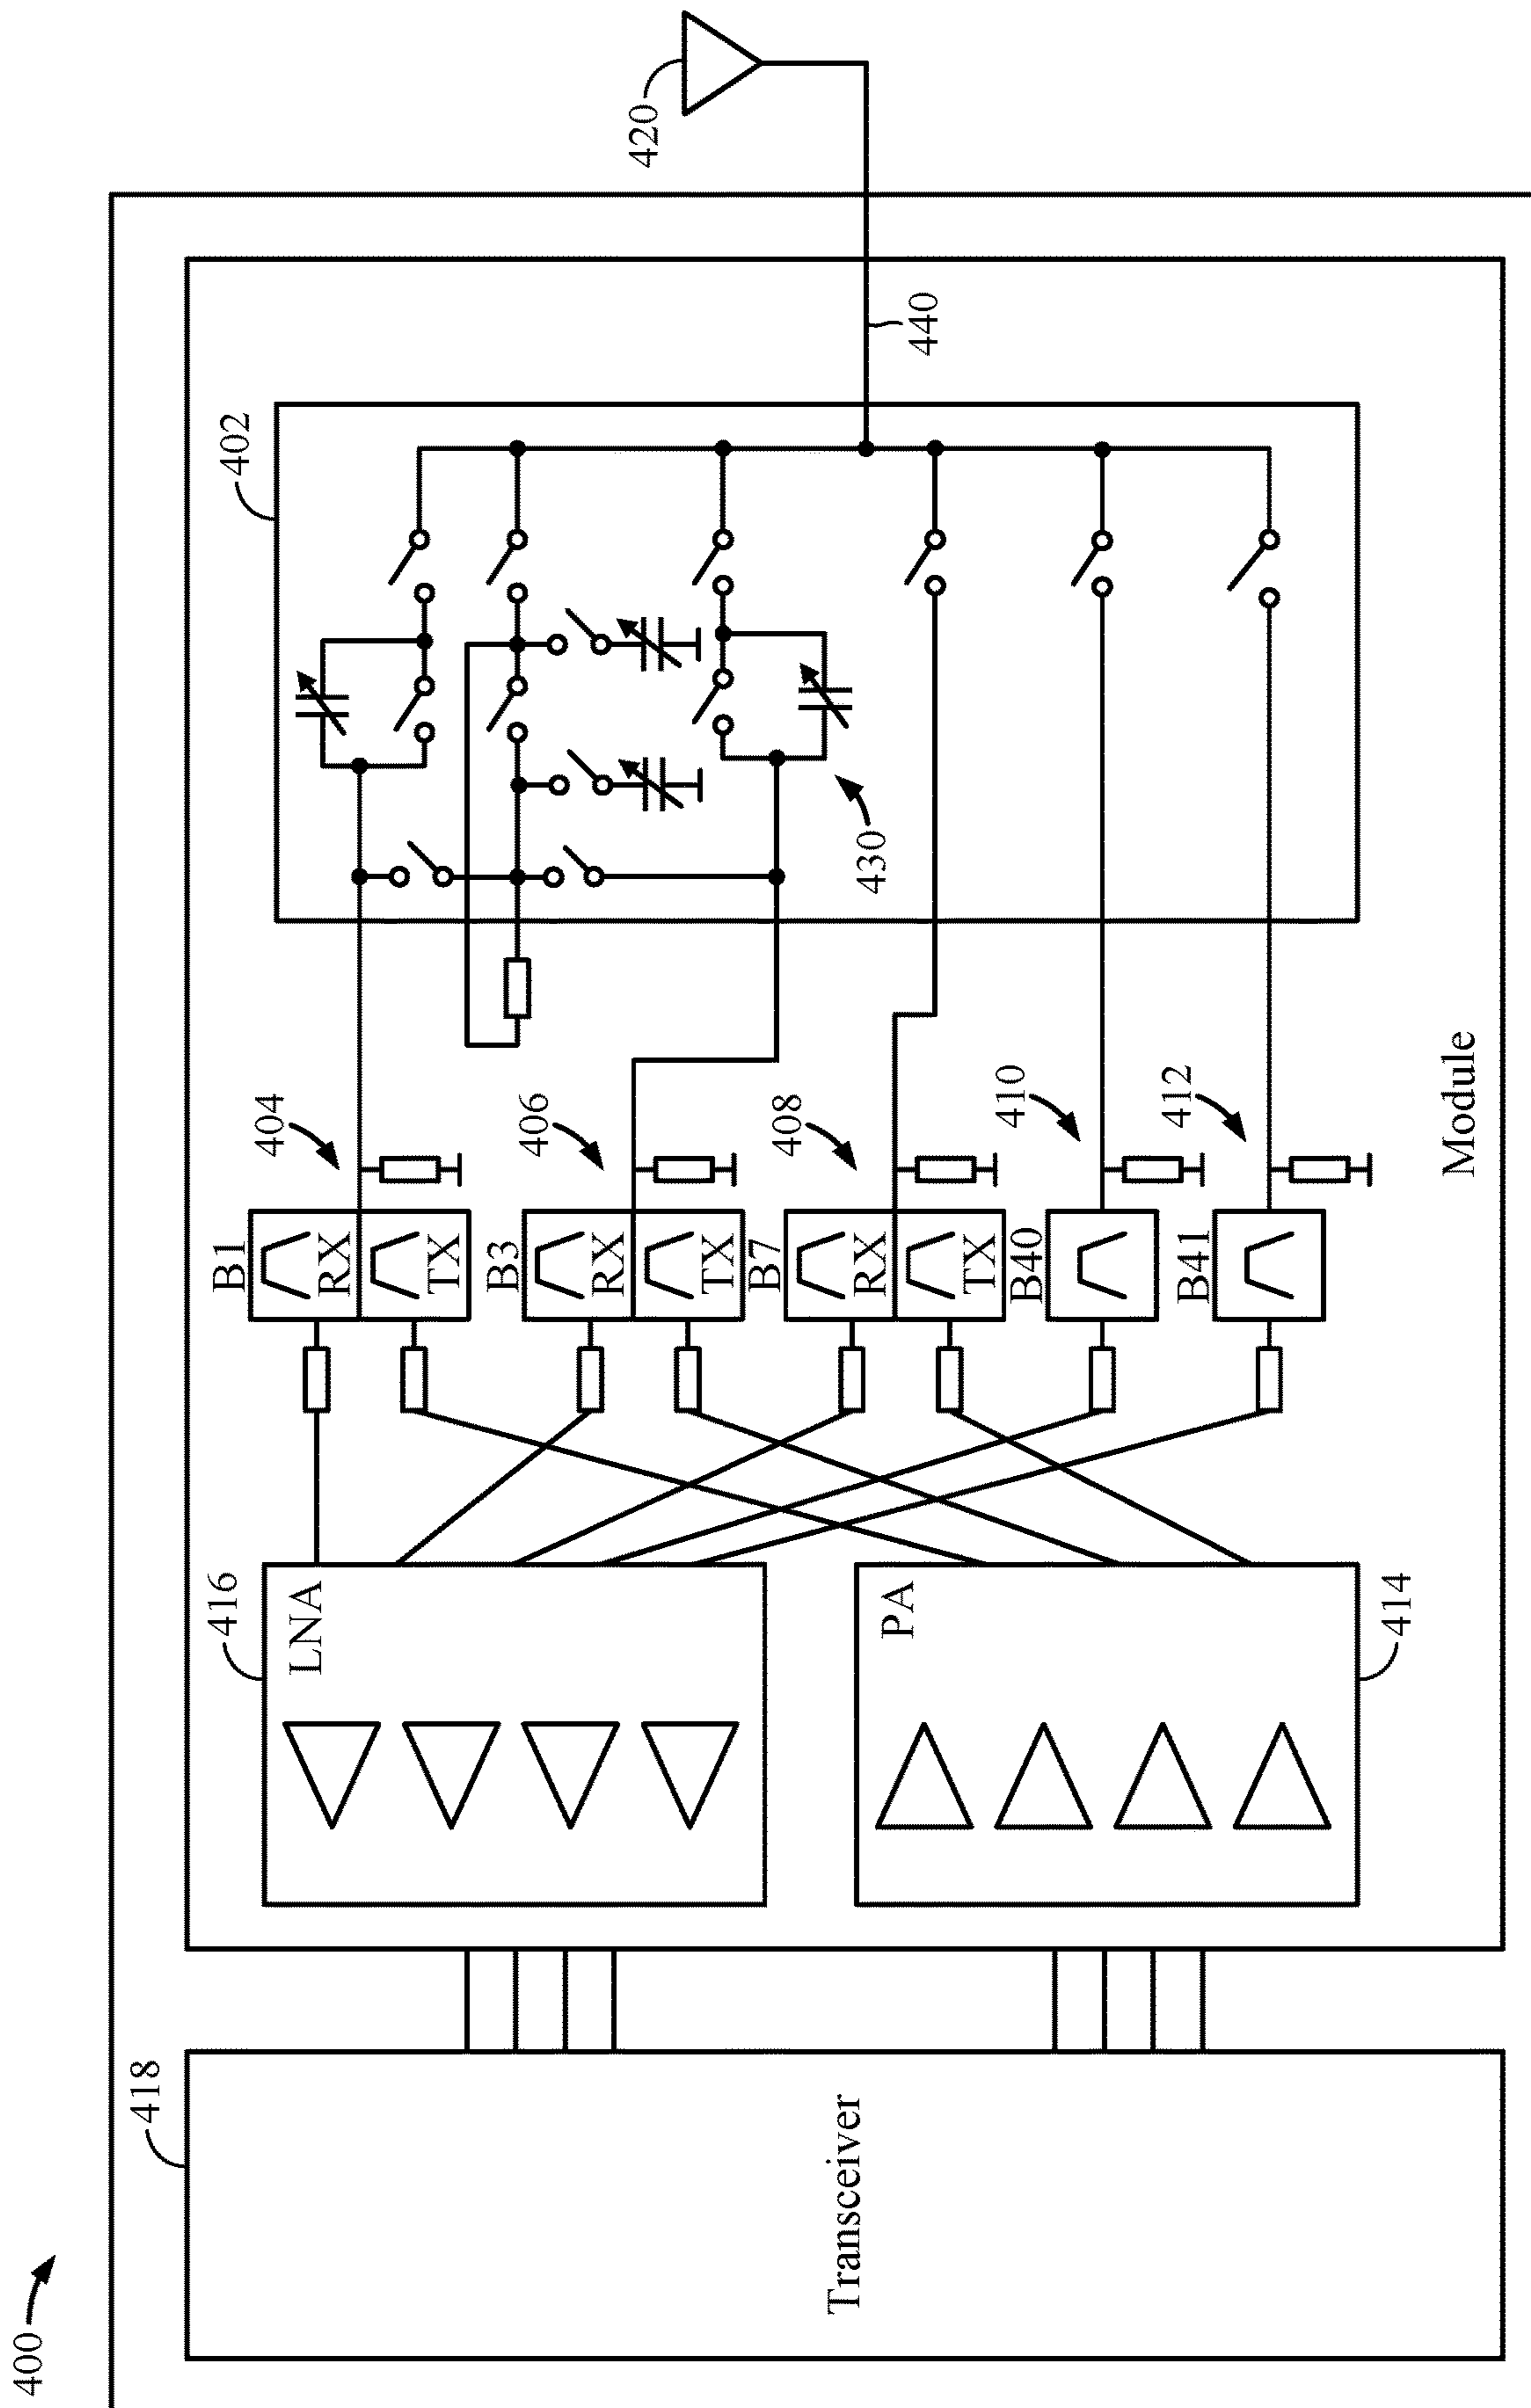 400
418
Transceiver
416
LNA
PA
414
B1
RX
TX
404
B3
RX
TX
406
B7
RX
TX
408
B40
410
B41
412
Module
402
430
440
420